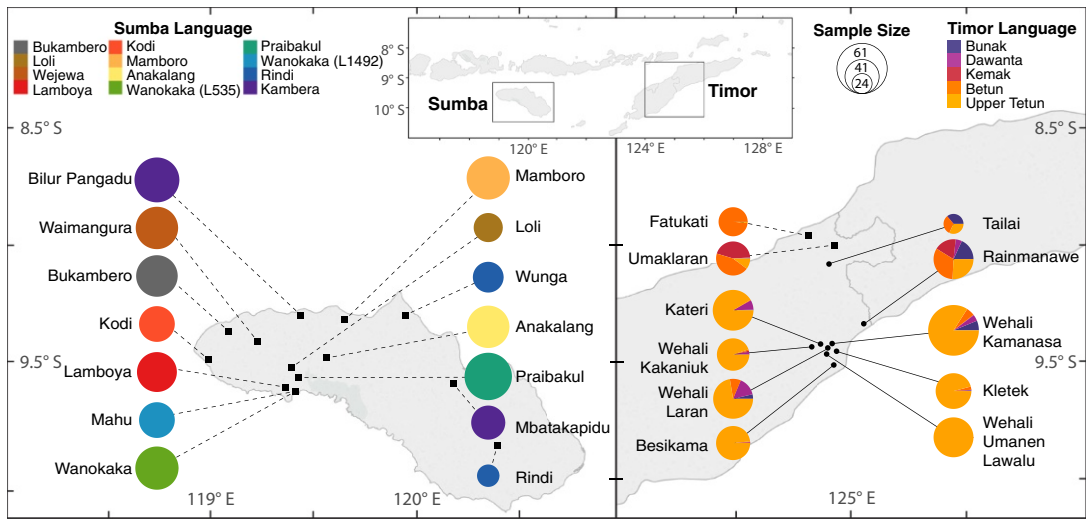 Sumba Language
Bukambero
Loli
Wejewa
Lamboya
Kodi
Mamboro
Anakalang
Wanokaka (L535)
Praibakul
Wanokaka (L1492)
Rindi
Kambera
8° S
9° S
10° S
Sumba
Timor
120° E
124° E
128° E
Sample Size
61
41
24
Timor Language
Bunak
Dawanta
Kemak
Betun
Upper Tetun
8.5° S
8.5° S
Bilur Pangadu
Waimangura
Bukambero
Kodi
Lamboya
Mahu
Wanokaka
Mamboro
Loli
Wunga
Anakalang
Praibakul
Mbatakapidu
Rindi
Fatukati
Umaklaran
Kateri
Wehali
Kakaniuk
Wehali
Laran
Besikama
Tailai
Rainmanawe
Wehali
Kamanasa
Kletek
Wehali
Umanen
Lawalu
9.5° S
9.5° S
119° E
120° E
125° E